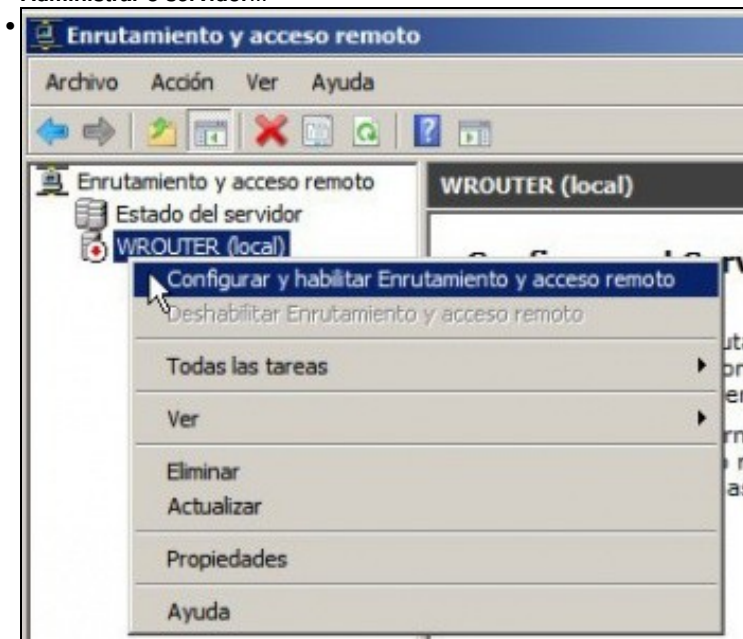 Administrar o servidor...
Enrutamiento y acceso remoto
Archivo Acción Ver Ayuda
Enrutamiento y acceso remoto
Estado del servidor
WROUTER (local)
WROUTER (local)
Configurar y habilitar Enrutamiento y acceso remoto
Deshabilitar Enrutamiento y acceso remoto
Todas las tareas
Ver
Eliminar
Actualizar
Propiedades
Ayuda